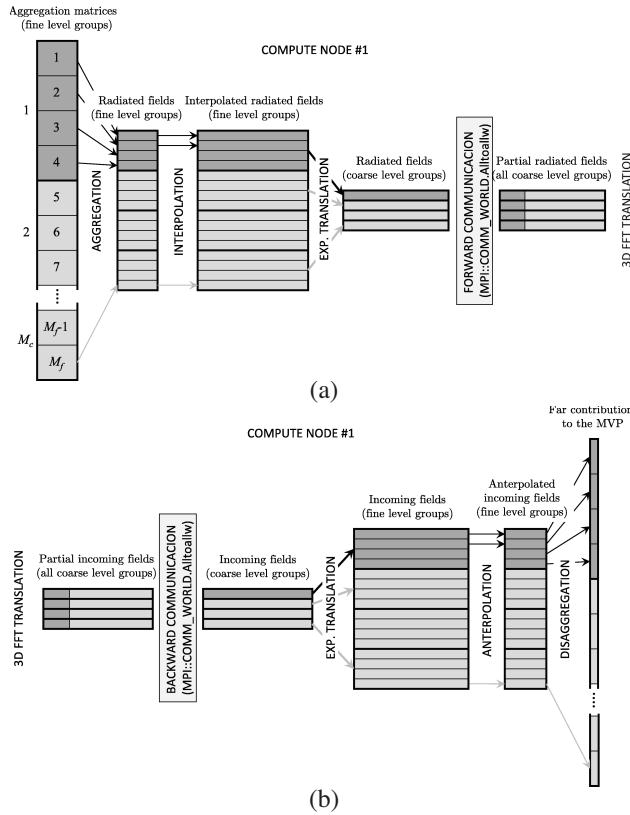 Aggregation matrices
(fine level groups)
COMPUTE NODE #1
1
2
3
4
5
6
7
M_f-1
M_f
1
2
M_c
Radiated fields
(fine level groups)
Interpolated radiated fields
(fine level groups)
AGGREGATION
INTERPOLATION
EXP. TRANSLATION
Radiated fields
(coarse level groups)
FORWARD COMMUNICACION
(MPI::COMM_WORLD.Alltoallw)
Partial radiated fields
(all coarse level groups)
3D FFT TRANSLATION
(a)
COMPUTE NODE #1
Far contribution
to the MVP
3D FFT TRANSLATION
Partial incoming fields
(all coarse level groups)
BACKWARD COMMUNICACION
(MPI::COMM_WORLD.Alltoallw)
Incoming fields
(coarse level groups)
EXP. TRANSLATION
Incoming fields
(fine level groups)
ANTERPOLATION
Anterpolated
incoming fields
(fine level groups)
DISAGGREGATION
(b)